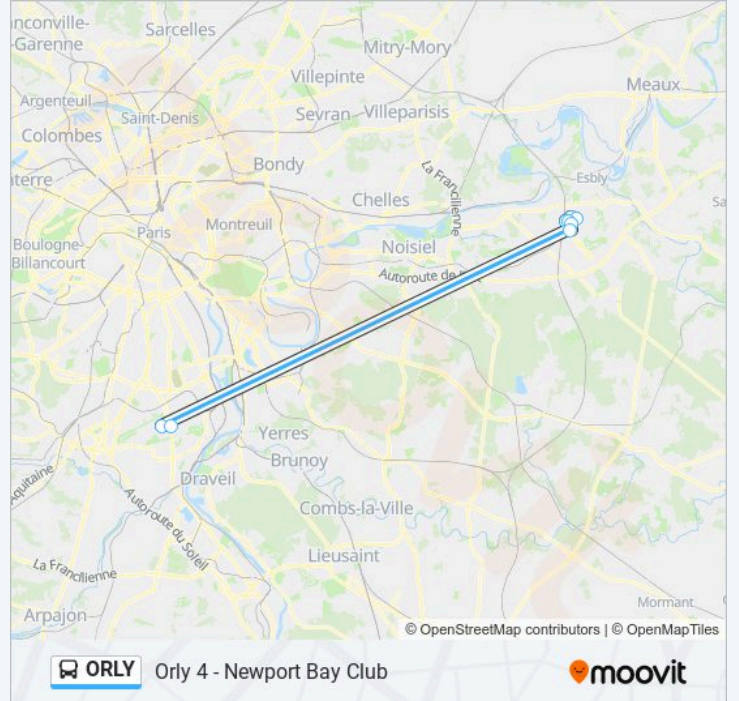 nconville-
-Garenne
Sarcelles
Mitry-Mory
Villepinte
Meaux
Argenteuil
Saint-Denis
Sevran
Villeparisis
Colombes
Bondy
La Francilienne
Esbly
terre
Chelles
Paris
Montreuil
Boulogne-
Billancourt
Noisiel
Autoroute de
Yerres
Brunoy
Aquitaine
Draveil
Autoroute du Soleil
Combs-la-Ville
Lieusaint
La Francilienne
Mormant
Arpajon
© OpenStreetMap contributors | © OpenMapTiles
ORLY Orly 4 - Newport Bay Club
moovit